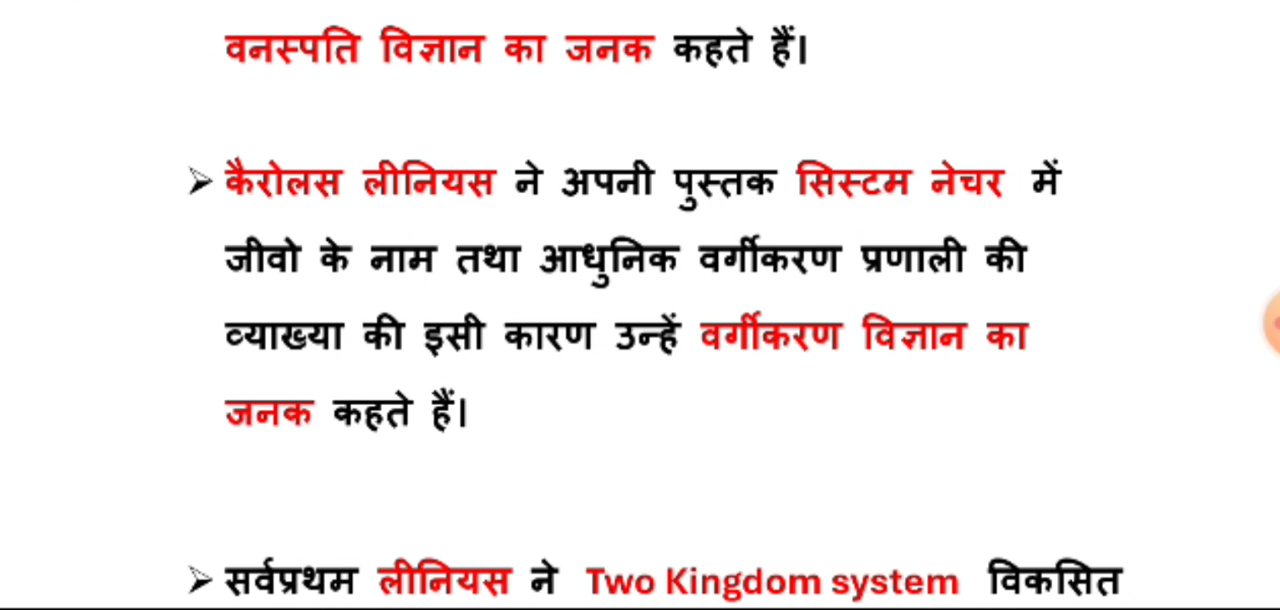 वनस्पति विज्ञान का जनक कहते हैं।
➢ कैरोलस लीनियस ने अपनी पुस्तक सिस्टम नेचर में
जीवो के नाम तथा आधुनिक वर्गीकरण प्रणाली की
व्याख्या की इसी कारण उन्हें वर्गीकरण विज्ञान का
जनक कहते हैं।
➢ सर्वप्रथम लीनियस ने Two Kingdom system विकसित